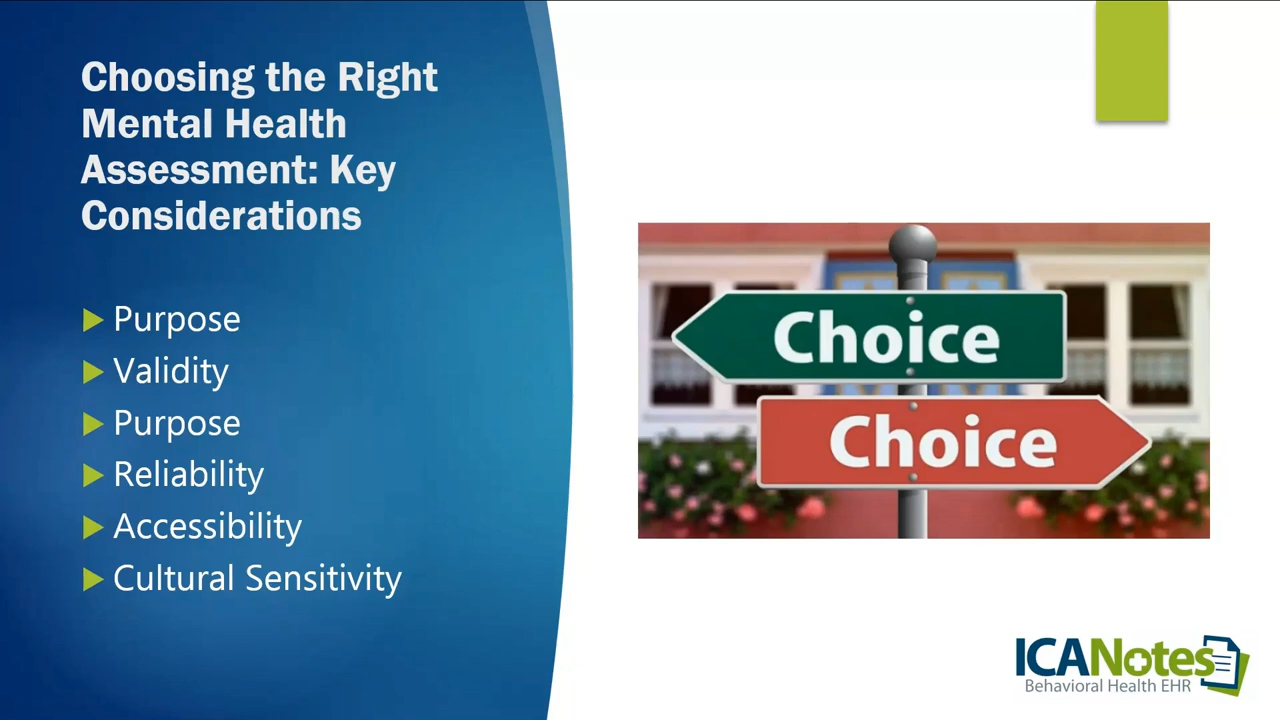 Choosing the Right
Mental Health
Assessment: Key
Considerations
Purpose
Validity
Purpose
Reliability
Accessibility
Cultural Sensitivity
Choice
Choice
ICANotes
Behavioral Health EHR